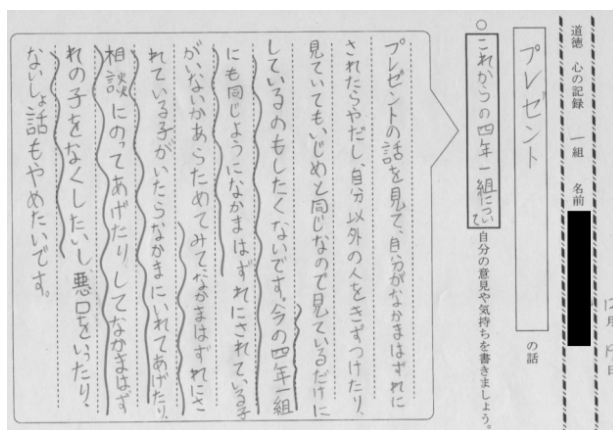 道徳　心の記録　一組　名前
12月15日
プレゼント　の話
○これからの四年一組について自分の意見や気持ちを書きましょう。
プレゼントの話を見て、自分がなかまはずれに
されたらやだし、自分以外の人をきずつけたり、
見ていてもいじめと同じなので見ているだけに
しているのもしたくないです。今の四年一組
にも同じようになかまはずれにされている子
が、いないかあらためてみてなかまはずれにさ
れている子がいたらなかまにいれてあげたり、
相談にのってあげたりしてなかまはず
れの子をなくしたいし、悪口をいったり、
ないしょ話もやめたいです。